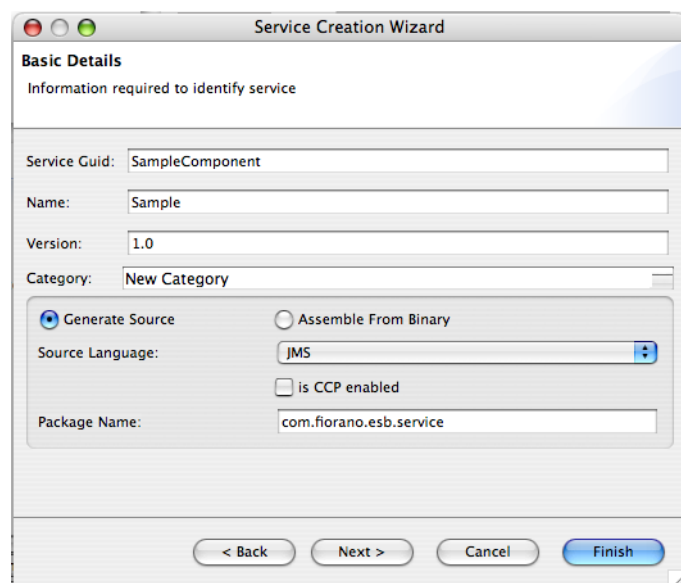 Service Creation Wizard
Basic Details
Information required to identify service
Service Guid: SampleComponent
Name: Sample
Version: 1.0
Category: New Category
Generate Source Assemble From Binary
Source Language: JMS
is CCP enabled
Package Name: com.fiorano.esb.service
< Back Next > Cancel Finish